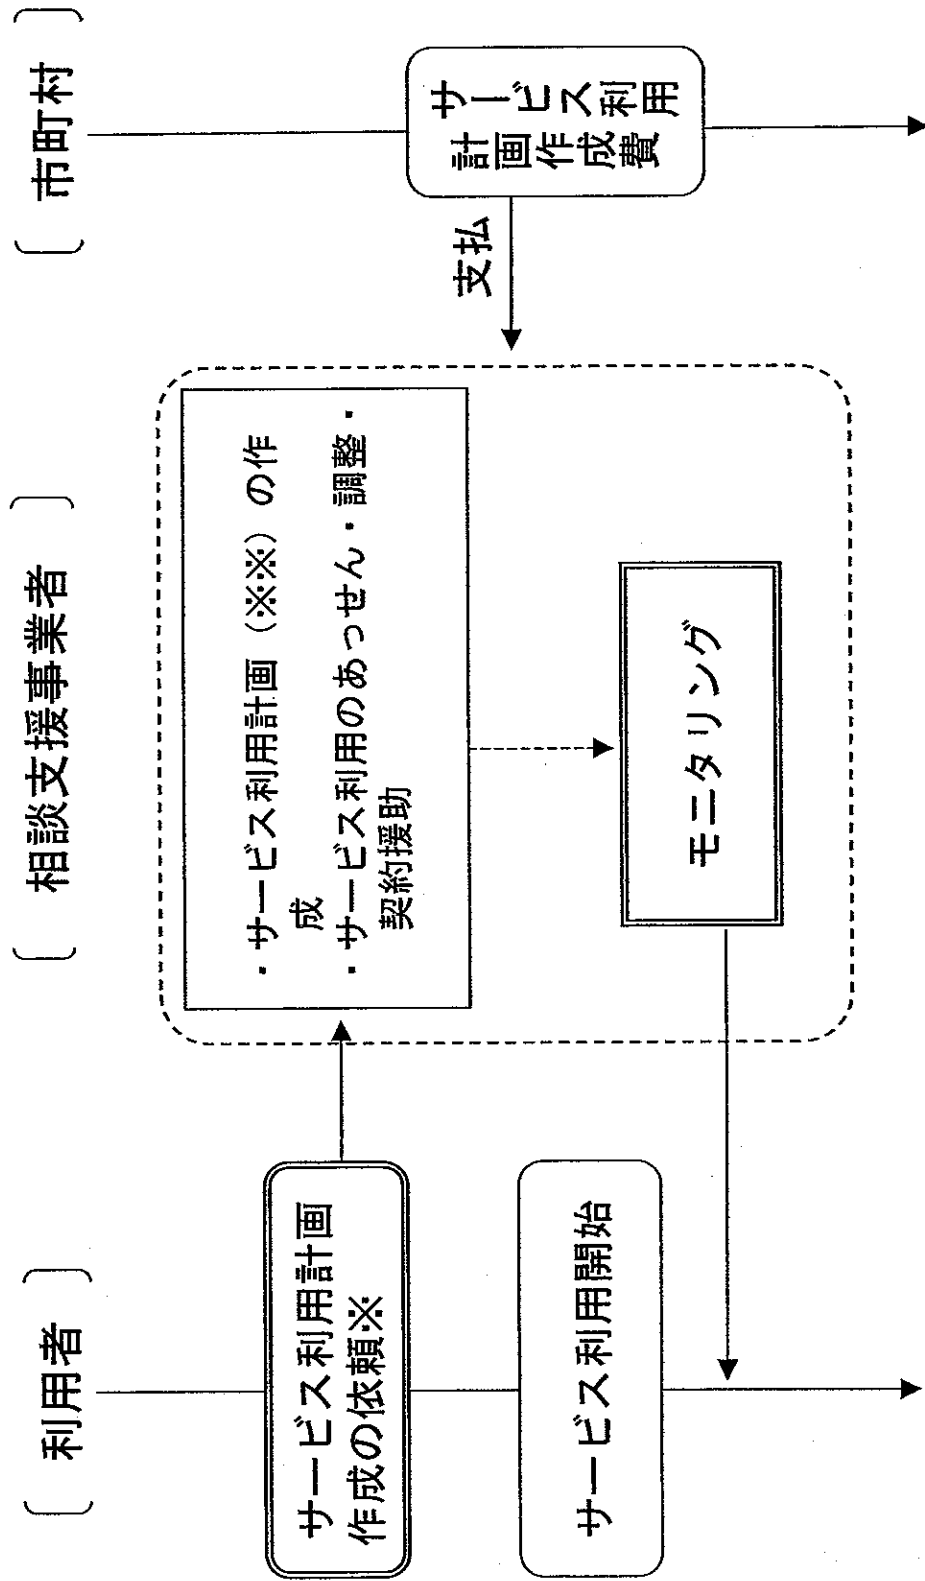 〔 利用者 〕
〔 相談支援事業者 〕
〔 市町村 〕
サービス利用計画
作成の依頼※
・サービス利用計画（※※）の作
成
・サービス利用のあっせん・調整・
契約援助
支払
サービス利用
計画作成費
サービス利用開始
モニタリング